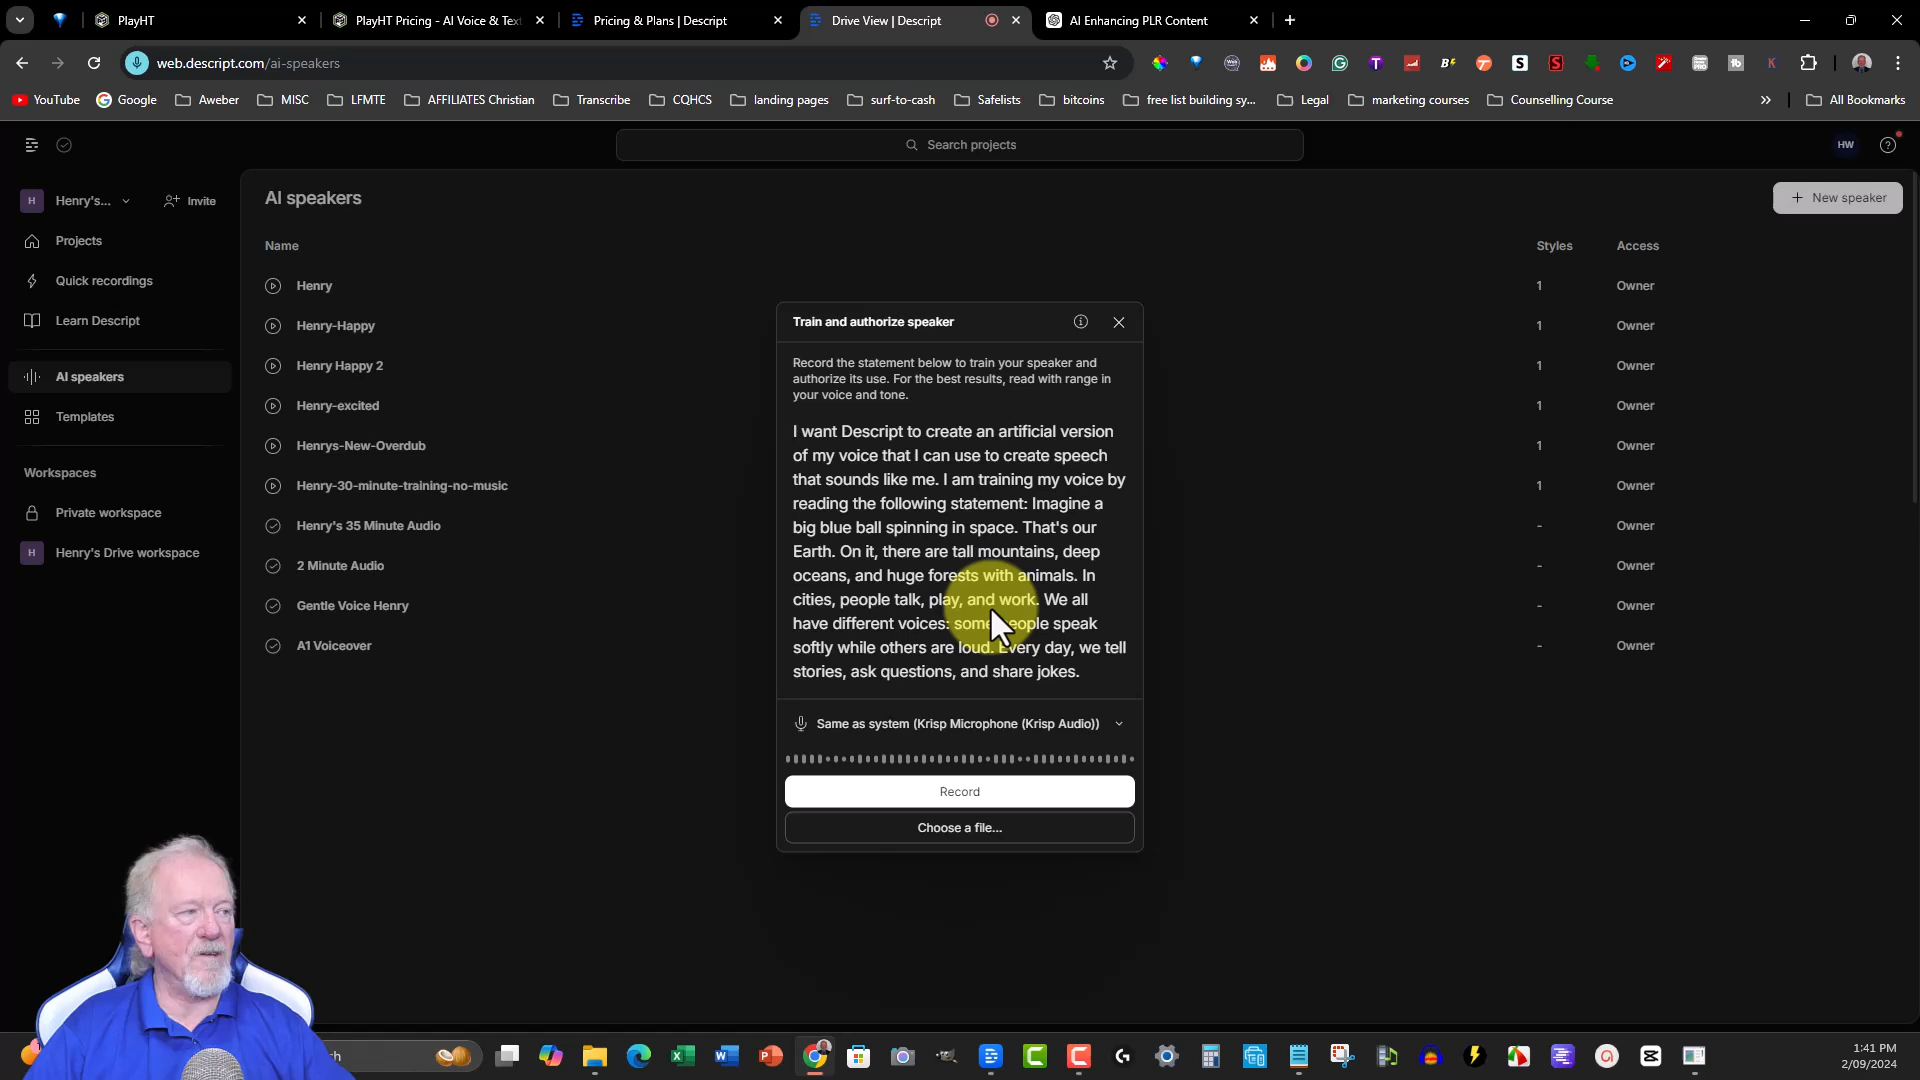 PlayHT
PlayHT Pricing - AI Voice & Text
Pricing & Plans | Descript
Drive View | Descript
AI Enhancing PLR Content
web.descript.com/ai-speakers
YouTube
Google
Aweber
MISC
LFMTE
AFFILIATES Christian
Transcribe
CQHCS
landing pages
surf-to-cash
Safelists
bitcoins
free list building sy...
Legal
marketing courses
Counselling Course
All Bookmarks
Search projects
HW
H Henry's...
Invite
Projects
Quick recordings
Learn Descript
AI speakers
Templates
Workspaces
Private workspace
H Henry's Drive workspace
AI speakers
+ New speaker
Name Styles Access
Henry 1 Owner
Henry-Happy 1 Owner
Henry Happy 2 1 Owner
Henry-excited 1 Owner
Henrys-New-Overdub 1 Owner
Henry-30-minute-training-no-music 1 Owner
Henry's 35 Minute Audio - Owner
2 Minute Audio - Owner
Gentle Voice Henry - Owner
A1 Voiceover - Owner
Train and authorize speaker
Record the statement below to train your speaker and
authorize its use. For the best results, read with range in
your voice and tone.
I want Descript to create an artificial version
of my voice that I can use to create speech
that sounds like me. I am training my voice by
reading the following statement: Imagine a
big blue ball spinning in space. That's our
Earth. On it, there are tall mountains, deep
oceans, and huge forests with animals. In
cities, people talk, play, and work. We all
have different voices: some people speak
softly while others are loud. Every day, we tell
stories, ask questions, and share jokes.
Same as system (Krisp Microphone (Krisp Audio))
Record
Choose a file...
1:41 PM
2/09/2024